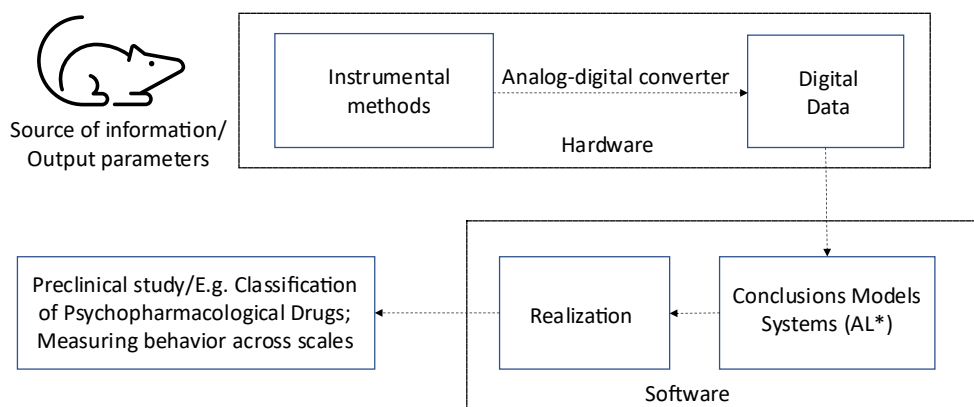 Source of information/
Output parameters
Instrumental
methods
Analog-digital converter
Digital
Data
Hardware
Preclinical study/E.g. Classification
of Psychopharmacological Drugs;
Measuring behavior across scales
Realization
Conclusions Models
Systems (AL*)
Software